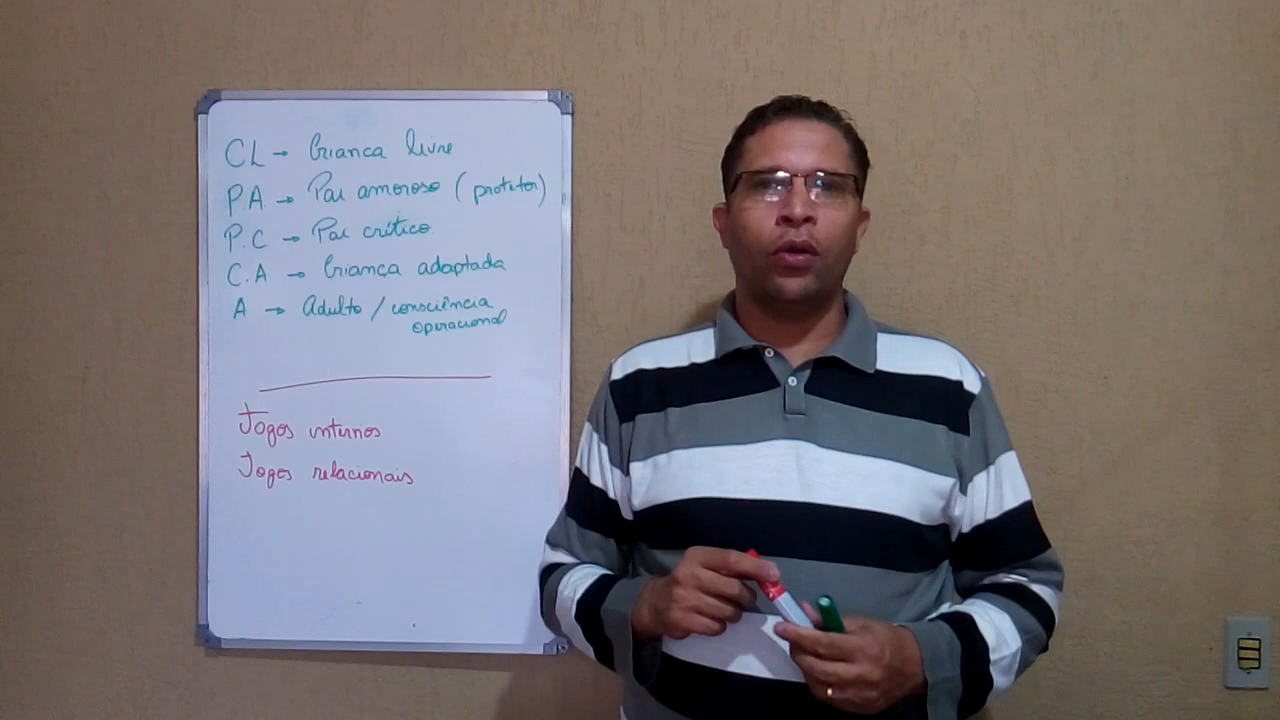 CL → Criança livre
PA → Pai amoroso (protetor)
P.C → Pai crítico
C.A → Criança adaptada
A → Adulto / consciência
operacional
Jogos internos
Jogos relacionais